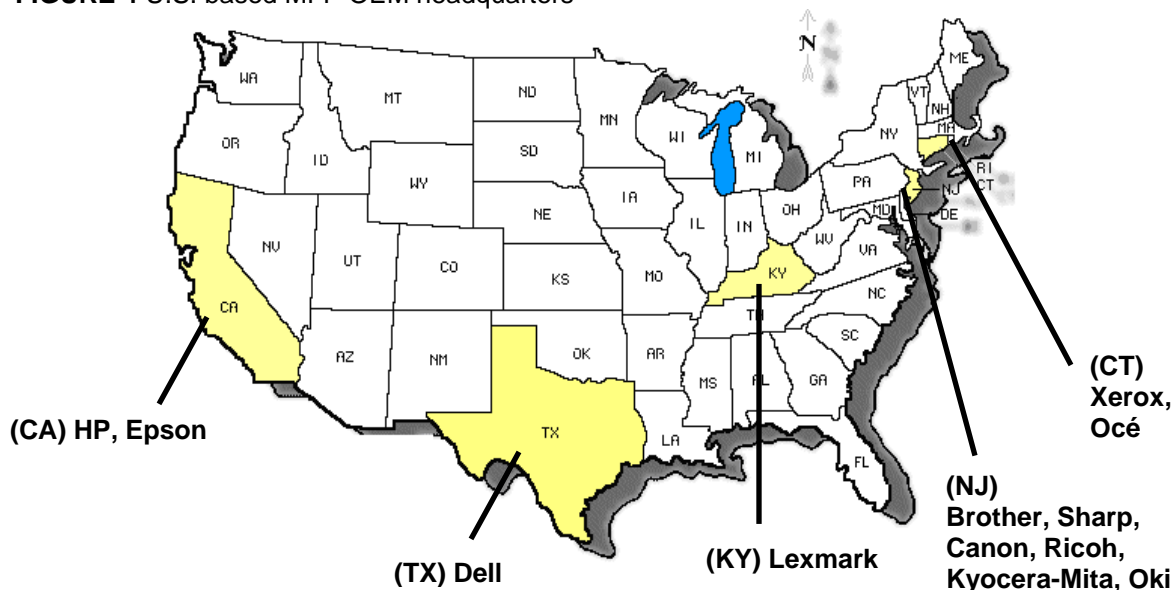 FIGURE U.S. based MFP OEM headquarters
N
WA
MT
ND
MN
ME
VT
NH
MA
OR
ID
SD
WI
MI
NY
RI
CT
WY
IA
PA
NJ
NE
IL
IN
OH
MD
DE
NV
UT
CO
KS
MO
KY
WV
VA
CA
AZ
NM
OK
AR
TN
NC
SC
MS
AL
GA
TX
LA
FL
(CA) HP, Epson
(TX) Dell
(KY) Lexmark
(CT)
Xerox,
Océ
(NJ)
Brother, Sharp,
Canon, Ricoh,
Kyocera-Mita, Oki